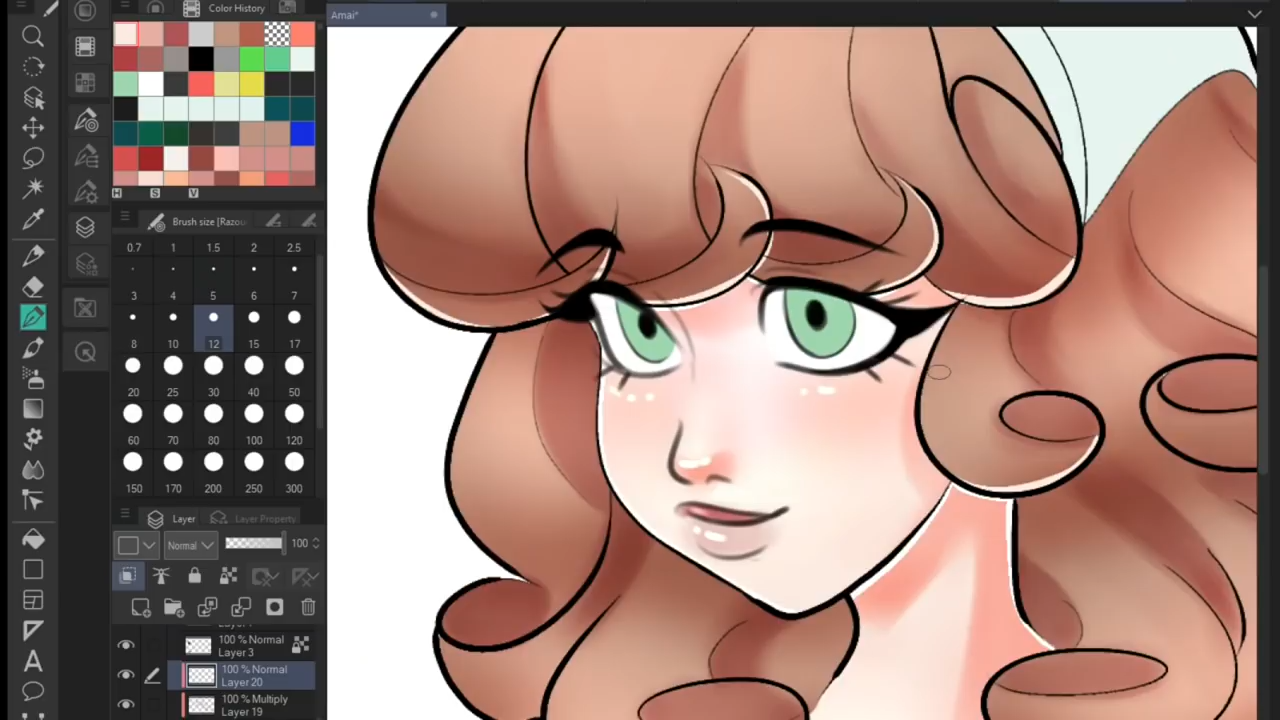 Color History
Amai*
H S V
Brush size [Razou
0.7 1 1.5 2 2.5
3 4 5 6 7
8 10 12 15 17
20 25 30 40 50
60 70 80 100 120
150 170 200 250 300
Layer Layer Property
Normal 100
100 % Normal
Layer 3
100 % Normal
Layer 20
100 % Multiply
Layer 19
A